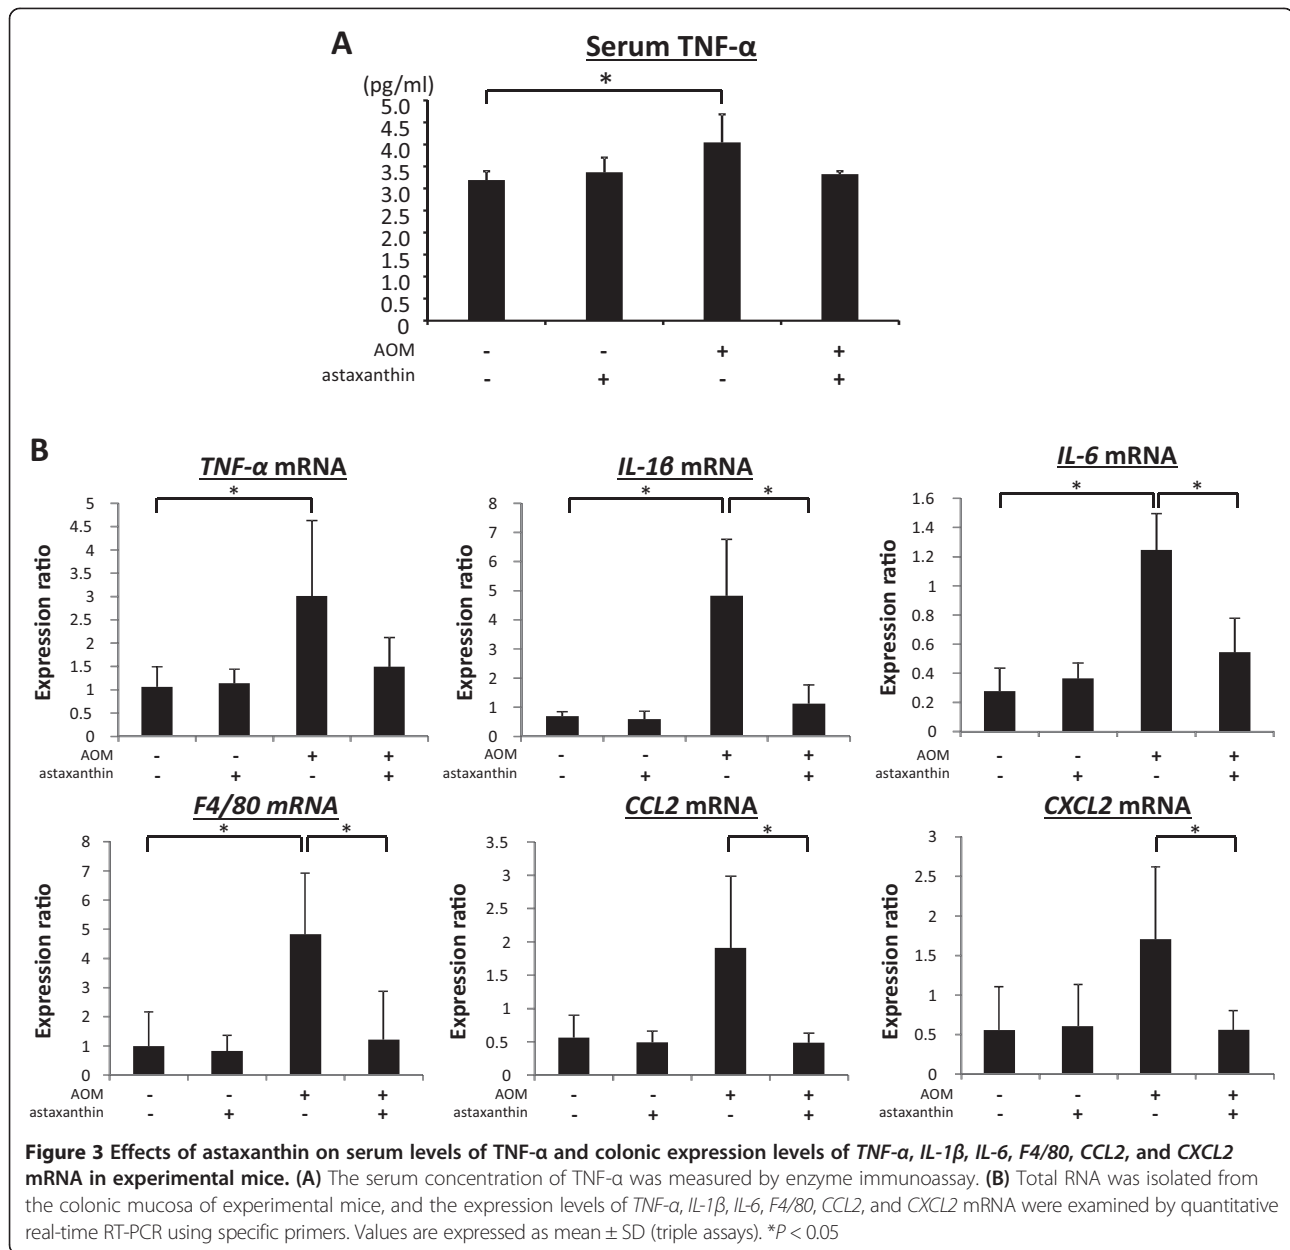 A
Serum TNF-α
(pg/ml)
*
5.0
4.5
4.0
3.5
3.0
2.5
2.0
1.5
1.0
0.5
0
AOM - - + +
astaxanthin - + - +
B
TNF-α mRNA
*
Expression ratio
5
4.5
4
3.5
3
2.5
2
1.5
1
0.5
0
AOM - - + +
astaxanthin - + - +
IL-1β mRNA
* *
Expression ratio
8
7
6
5
4
3
2
1
0
AOM - - + +
astaxanthin - + - +
IL-6 mRNA
* *
Expression ratio
1.6
1.4
1.2
1
0.8
0.6
0.4
0.2
0
AOM - - + +
astaxanthin - + - +
F4/80 mRNA
* *
Expression ratio
8
7
6
5
4
3
2
1
0
AOM - - + +
astaxanthin - + - +
CCL2 mRNA
*
Expression ratio
3.5
3
2.5
2
1.5
1
0.5
0
AOM - - + +
astaxanthin - + - +
CXCL2 mRNA
*
Expression ratio
3
2.5
2
1.5
1
0.5
0
AOM - - + +
astaxanthin - + - +
Figure 3 Effects of astaxanthin on serum levels of TNF-α and colonic expression levels of TNF-α, IL-1β, IL-6, F4/80, CCL2, and CXCL2
mRNA in experimental mice. (A) The serum concentration of TNF-α was measured by enzyme immunoassay. (B) Total RNA was isolated from
the colonic mucosa of experimental mice, and the expression levels of TNF-α, IL-1β, IL-6, F4/80, CCL2, and CXCL2 mRNA were examined by quantitative
real-time RT-PCR using specific primers. Values are expressed as mean ± SD (triple assays). *P < 0.05